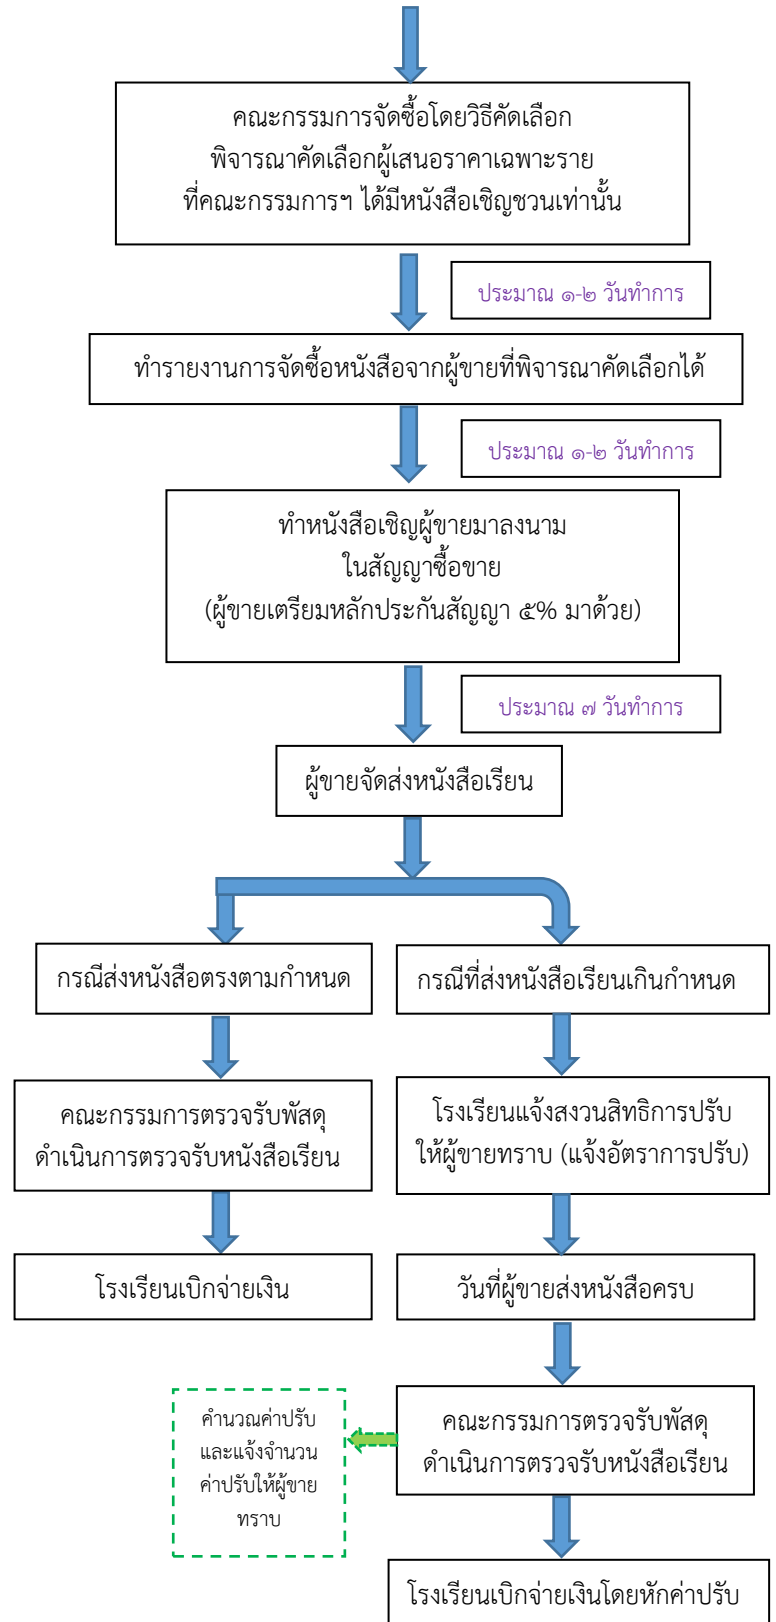 คณะกรรมการจัดซื้อโดยวิธีคัดเลือก
พิจารณาคัดเลือกผู้เสนอราคาเฉพาะราย
ที่คณะกรรมการฯ ได้มีหนังสือเชิญชวนเท่านั้น
ประมาณ ๑-๒ วันทำการ
ทำรายงานการจัดซื้อหนังสือจากผู้ขายที่พิจารณาคัดเลือกได้
ประมาณ ๑-๒ วันทำการ
ทำหนังสือเชิญผู้ขายมาลงนาม
ในสัญญาซื้อขาย
(ผู้ขายเตรียมหลักประกันสัญญา ๕% มาด้วย)
ประมาณ ๗ วันทำการ
ผู้ขายจัดส่งหนังสือเรียน
กรณีส่งหนังสือตรงตามกำหนด
คณะกรรมการตรวจรับพัสดุ
ดำเนินการตรวจรับหนังสือเรียน
โรงเรียนเบิกจ่ายเงิน
กรณีที่ส่งหนังสือเรียนเกินกำหนด
โรงเรียนแจ้งสงวนสิทธิการปรับ
ให้ผู้ขายทราบ (แจ้งอัตราการปรับ)
วันที่ผู้ขายส่งหนังสือครบ
คณะกรรมการตรวจรับพัสดุ
ดำเนินการตรวจรับหนังสือเรียน
คำนวณค่าปรับ
และแจ้งจำนวน
ค่าปรับให้ผู้ขาย
ทราบ
โรงเรียนเบิกจ่ายเงินโดยหักค่าปรับ